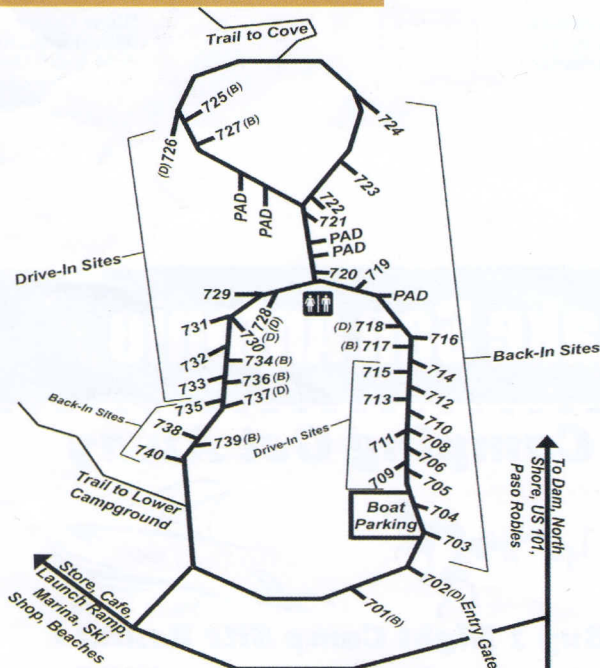 Trail to Cove
725 (B)
727 (B)
(D) 726
724
723
PAD
PAD
722
721
PAD
PAD
720
719
PAD
Drive-In Sites
729
728 (D)
730 (D)
731
732
733
734 (B)
736 (B)
737 (D)
735
(D) 718
(B) 717
716
715
714
713
712
710
711
708
706
709
705
704
703
Back-In Sites
Drive-In Sites
Back-In Sites
738
739 (B)
740
Boat
Parking
Trail to Lower
Campground
702 (D)
701 (B)
Entry Gate
Store, Cafe,
Launch Ramp,
Marina, Ski
Shop, Beaches
To Dam, North
Shore, US 101,
Paso Robles